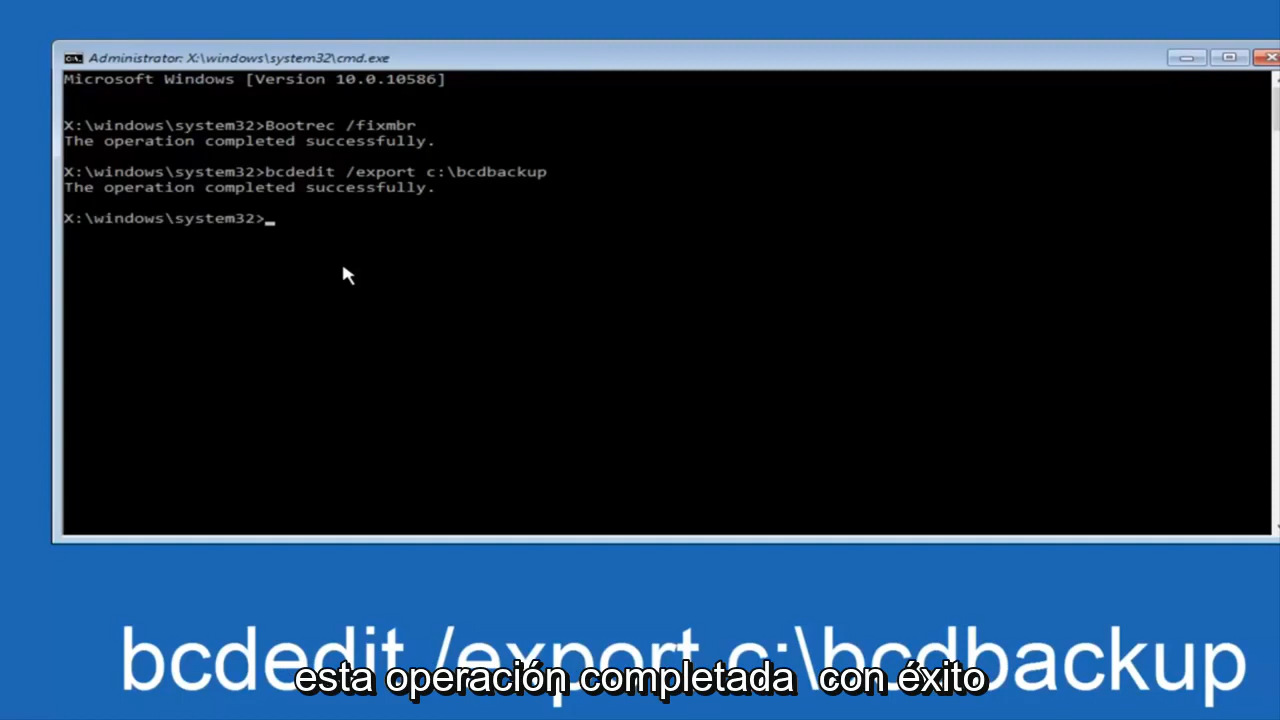 Administrator: X:\windows\system32\cmd.exe
Microsoft Windows [Version 10.0.10586]
X:\windows\system32>Bootrec /fixmbr
The operation completed successfully.
X:\windows\system32>bcdedit /export c:\bcdbackup
The operation completed successfully.
X:\windows\system32>_
bcdedit /export c:\bcdbackup
esta operación completada con éxito